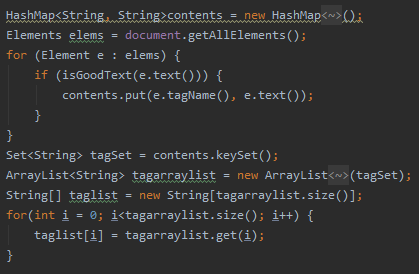 HashMap<String, String>contents = new HashMap<~>();
Elements elems = document.getAllElements();
for (Element e : elems) {
    if (isGoodText(e.text())) {
        contents.put(e.tagName(), e.text());
    }
}
Set<String> tagSet = contents.keySet();
ArrayList<String> tagarraylist = new ArrayList<~>(tagSet);
String[] taglist = new String[tagarraylist.size()];
for(int i = 0; i<tagarraylist.size(); i++) {
    taglist[i] = tagarraylist.get(i);
}